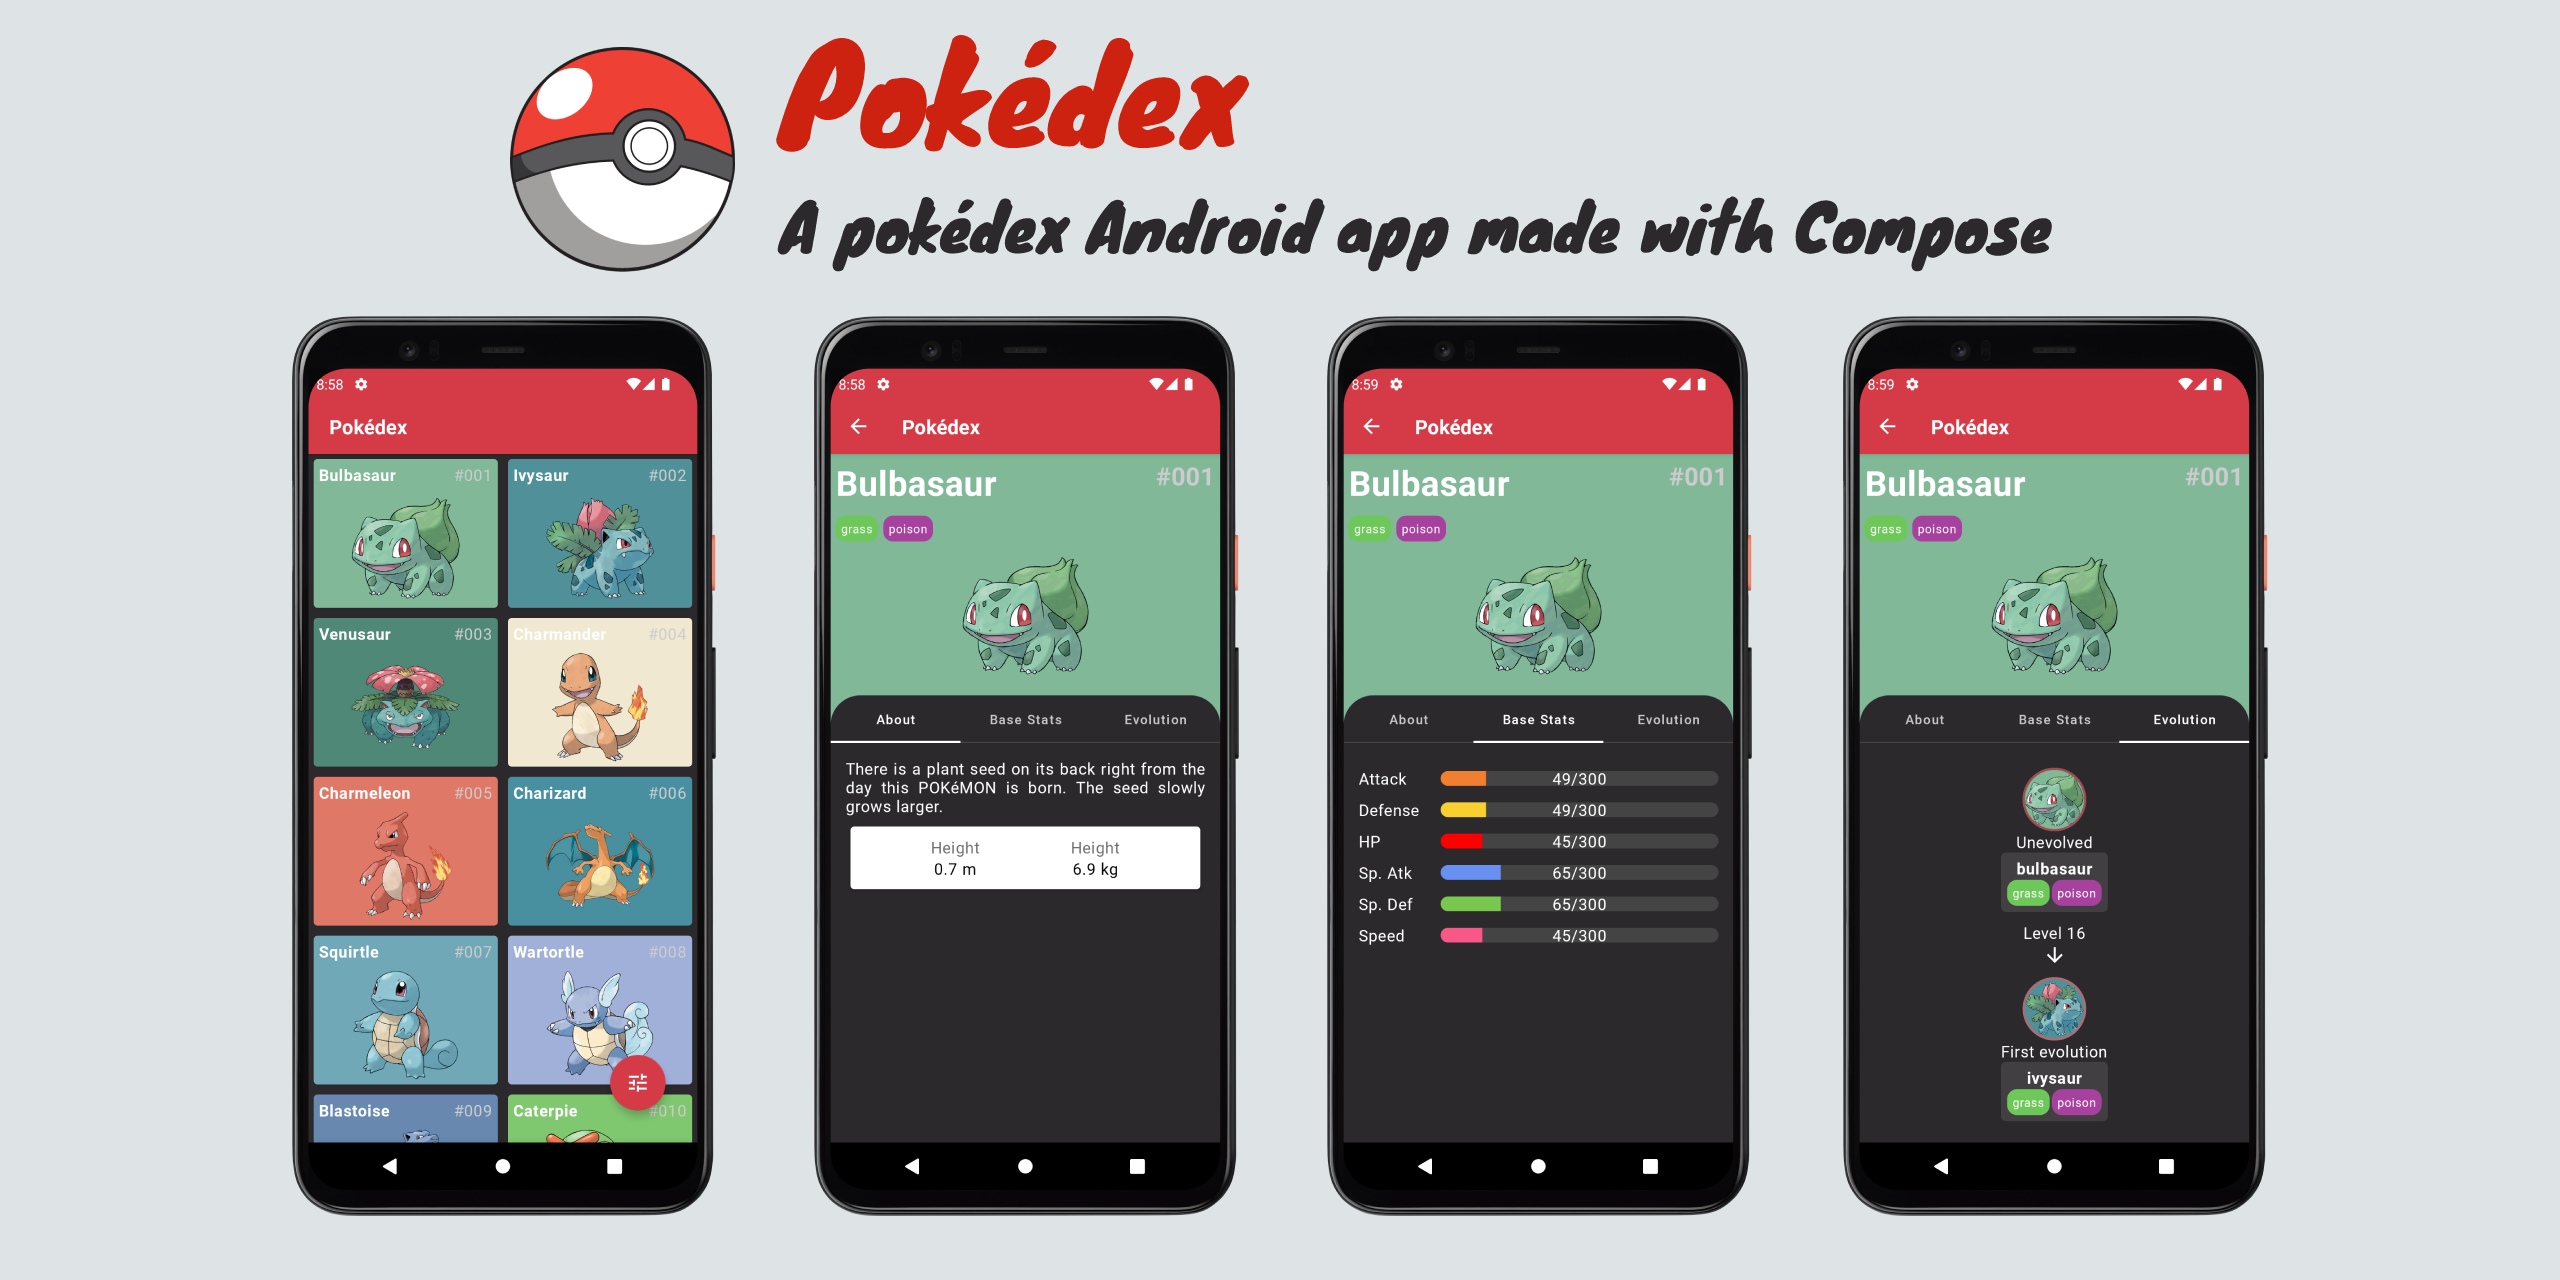 Pokédex
A pokédex Android app made with Compose
8:58
Pokédex
Bulbasaur #001
Ivysaur #002
Venusaur #003
Charmander #004
Charmeleon #005
Charizard #006
Squirtle #007
Wartortle #008
Blastoise #009
Caterpie #010
8:58
Pokédex
Bulbasaur #001
grass poison
About Base Stats Evolution
There is a plant seed on its back right from the
day this POKéMON is born. The seed slowly
grows larger.
Height Height
0.7 m 6.9 kg
8:59
Pokédex
Bulbasaur #001
grass poison
About Base Stats Evolution
Attack 49/300
Defense 49/300
HP 45/300
Sp. Atk 65/300
Sp. Def 65/300
Speed 45/300
8:59
Pokédex
Bulbasaur #001
grass poison
About Base Stats Evolution
Unevolved
bulbasaur
grass poison
Level 16
First evolution
ivysaur
grass poison